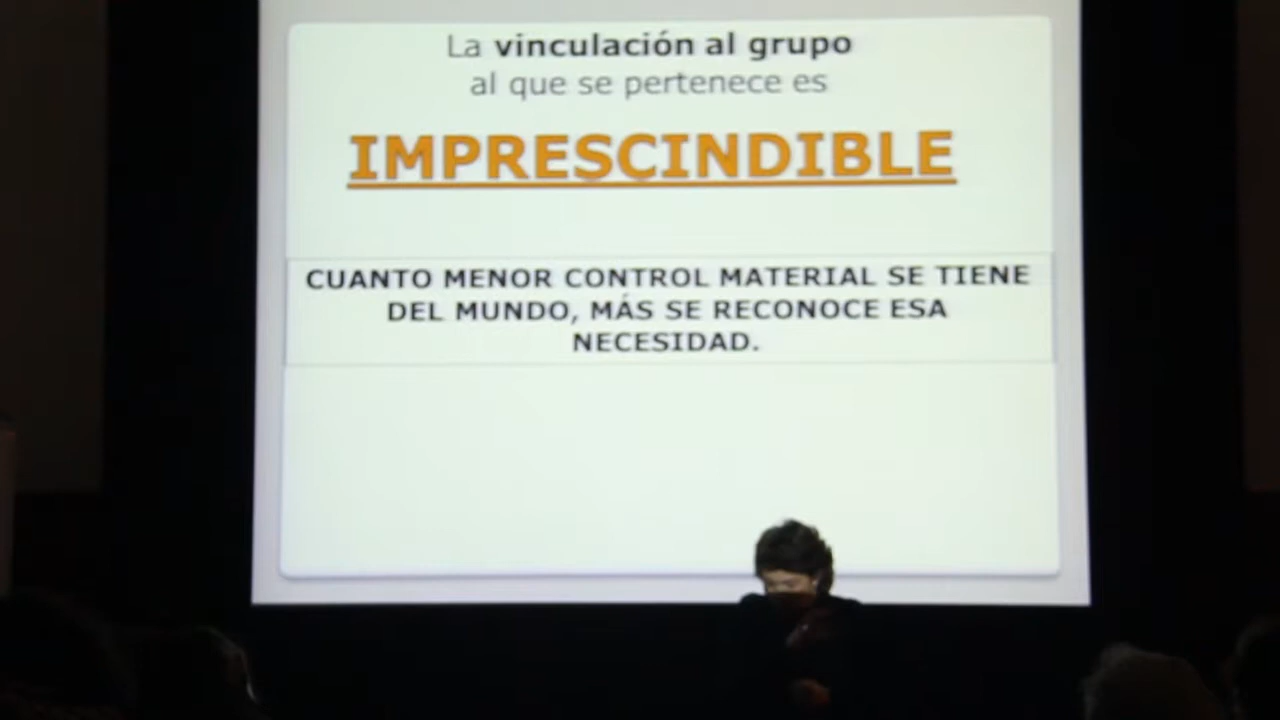 La vinculación al grupo
al que se pertenece es
IMPRESCINDIBLE
CUANTO MENOR CONTROL MATERIAL SE TIENE
DEL MUNDO, MÁS SE RECONOCE ESA
NECESIDAD.